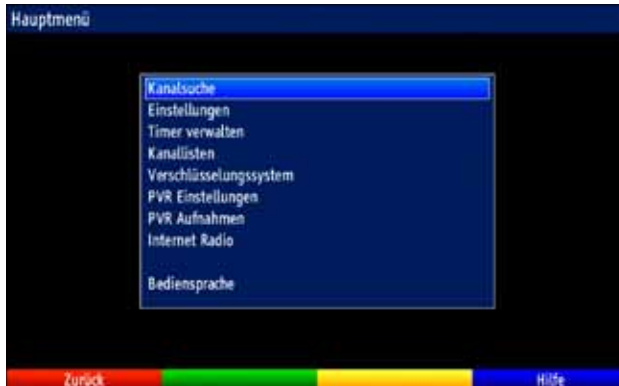 Hauptmenü
Kanalsuche
Einstellungen
Timer verwalten
Kanallisten
Verschlüsselungssystem
PVR Einstellungen
PVR Aufnahmen
Internet Radio
Bediensprache
Zurück Hilfe